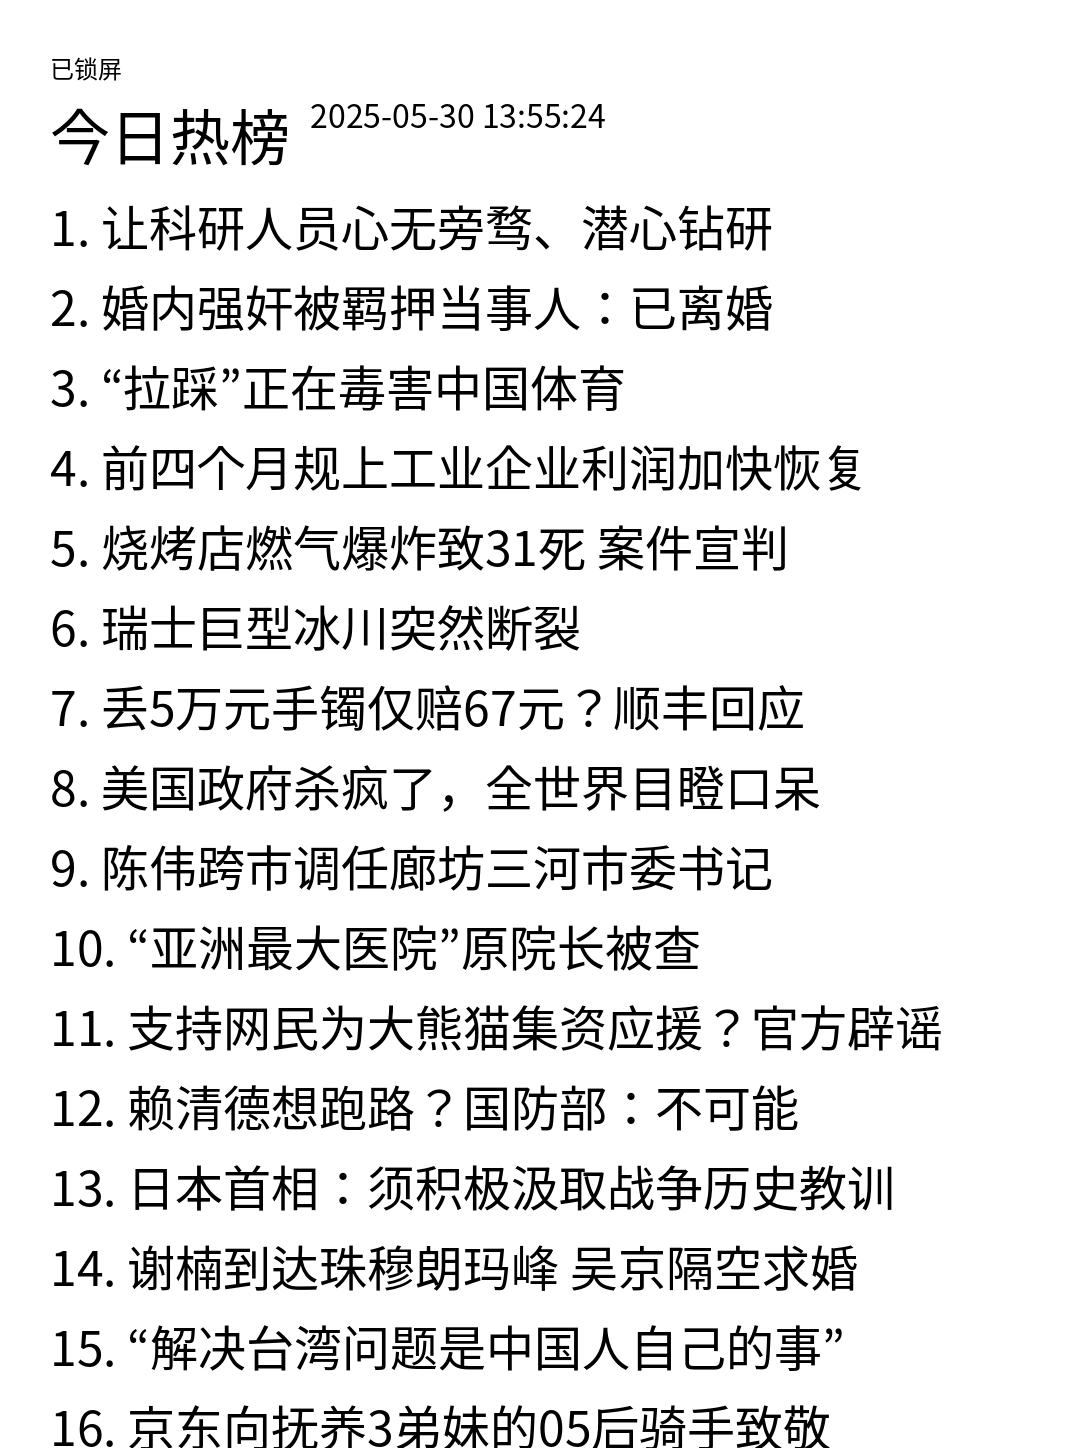 已锁屏
今日热榜 2025-05-30 13:55:24
1. 让科研人员心无旁骛、潜心钻研
2. 婚内强奸被羁押当事人：已离婚
3. “拉踩”正在毒害中国体育
4. 前四个月规上工业企业利润加快恢复
5. 烧烤店燃气爆炸致31死 案件宣判
6. 瑞士巨型冰川突然断裂
7. 丢5万元手镯仅赔67元？顺丰回应
8. 美国政府杀疯了，全世界目瞪口呆
9. 陈伟跨市调任廊坊三河市委书记
10. “亚洲最大医院”原院长被查
11. 支持网民为大熊猫集资应援？官方辟谣
12. 赖清德想跑路？国防部：不可能
13. 日本首相：须积极汲取战争历史教训
14. 谢楠到达珠穆朗玛峰 吴京隔空求婚
15. “解决台湾问题是中国人自己的事”
16. 京东向抚养3弟妹的05后骑手致敬